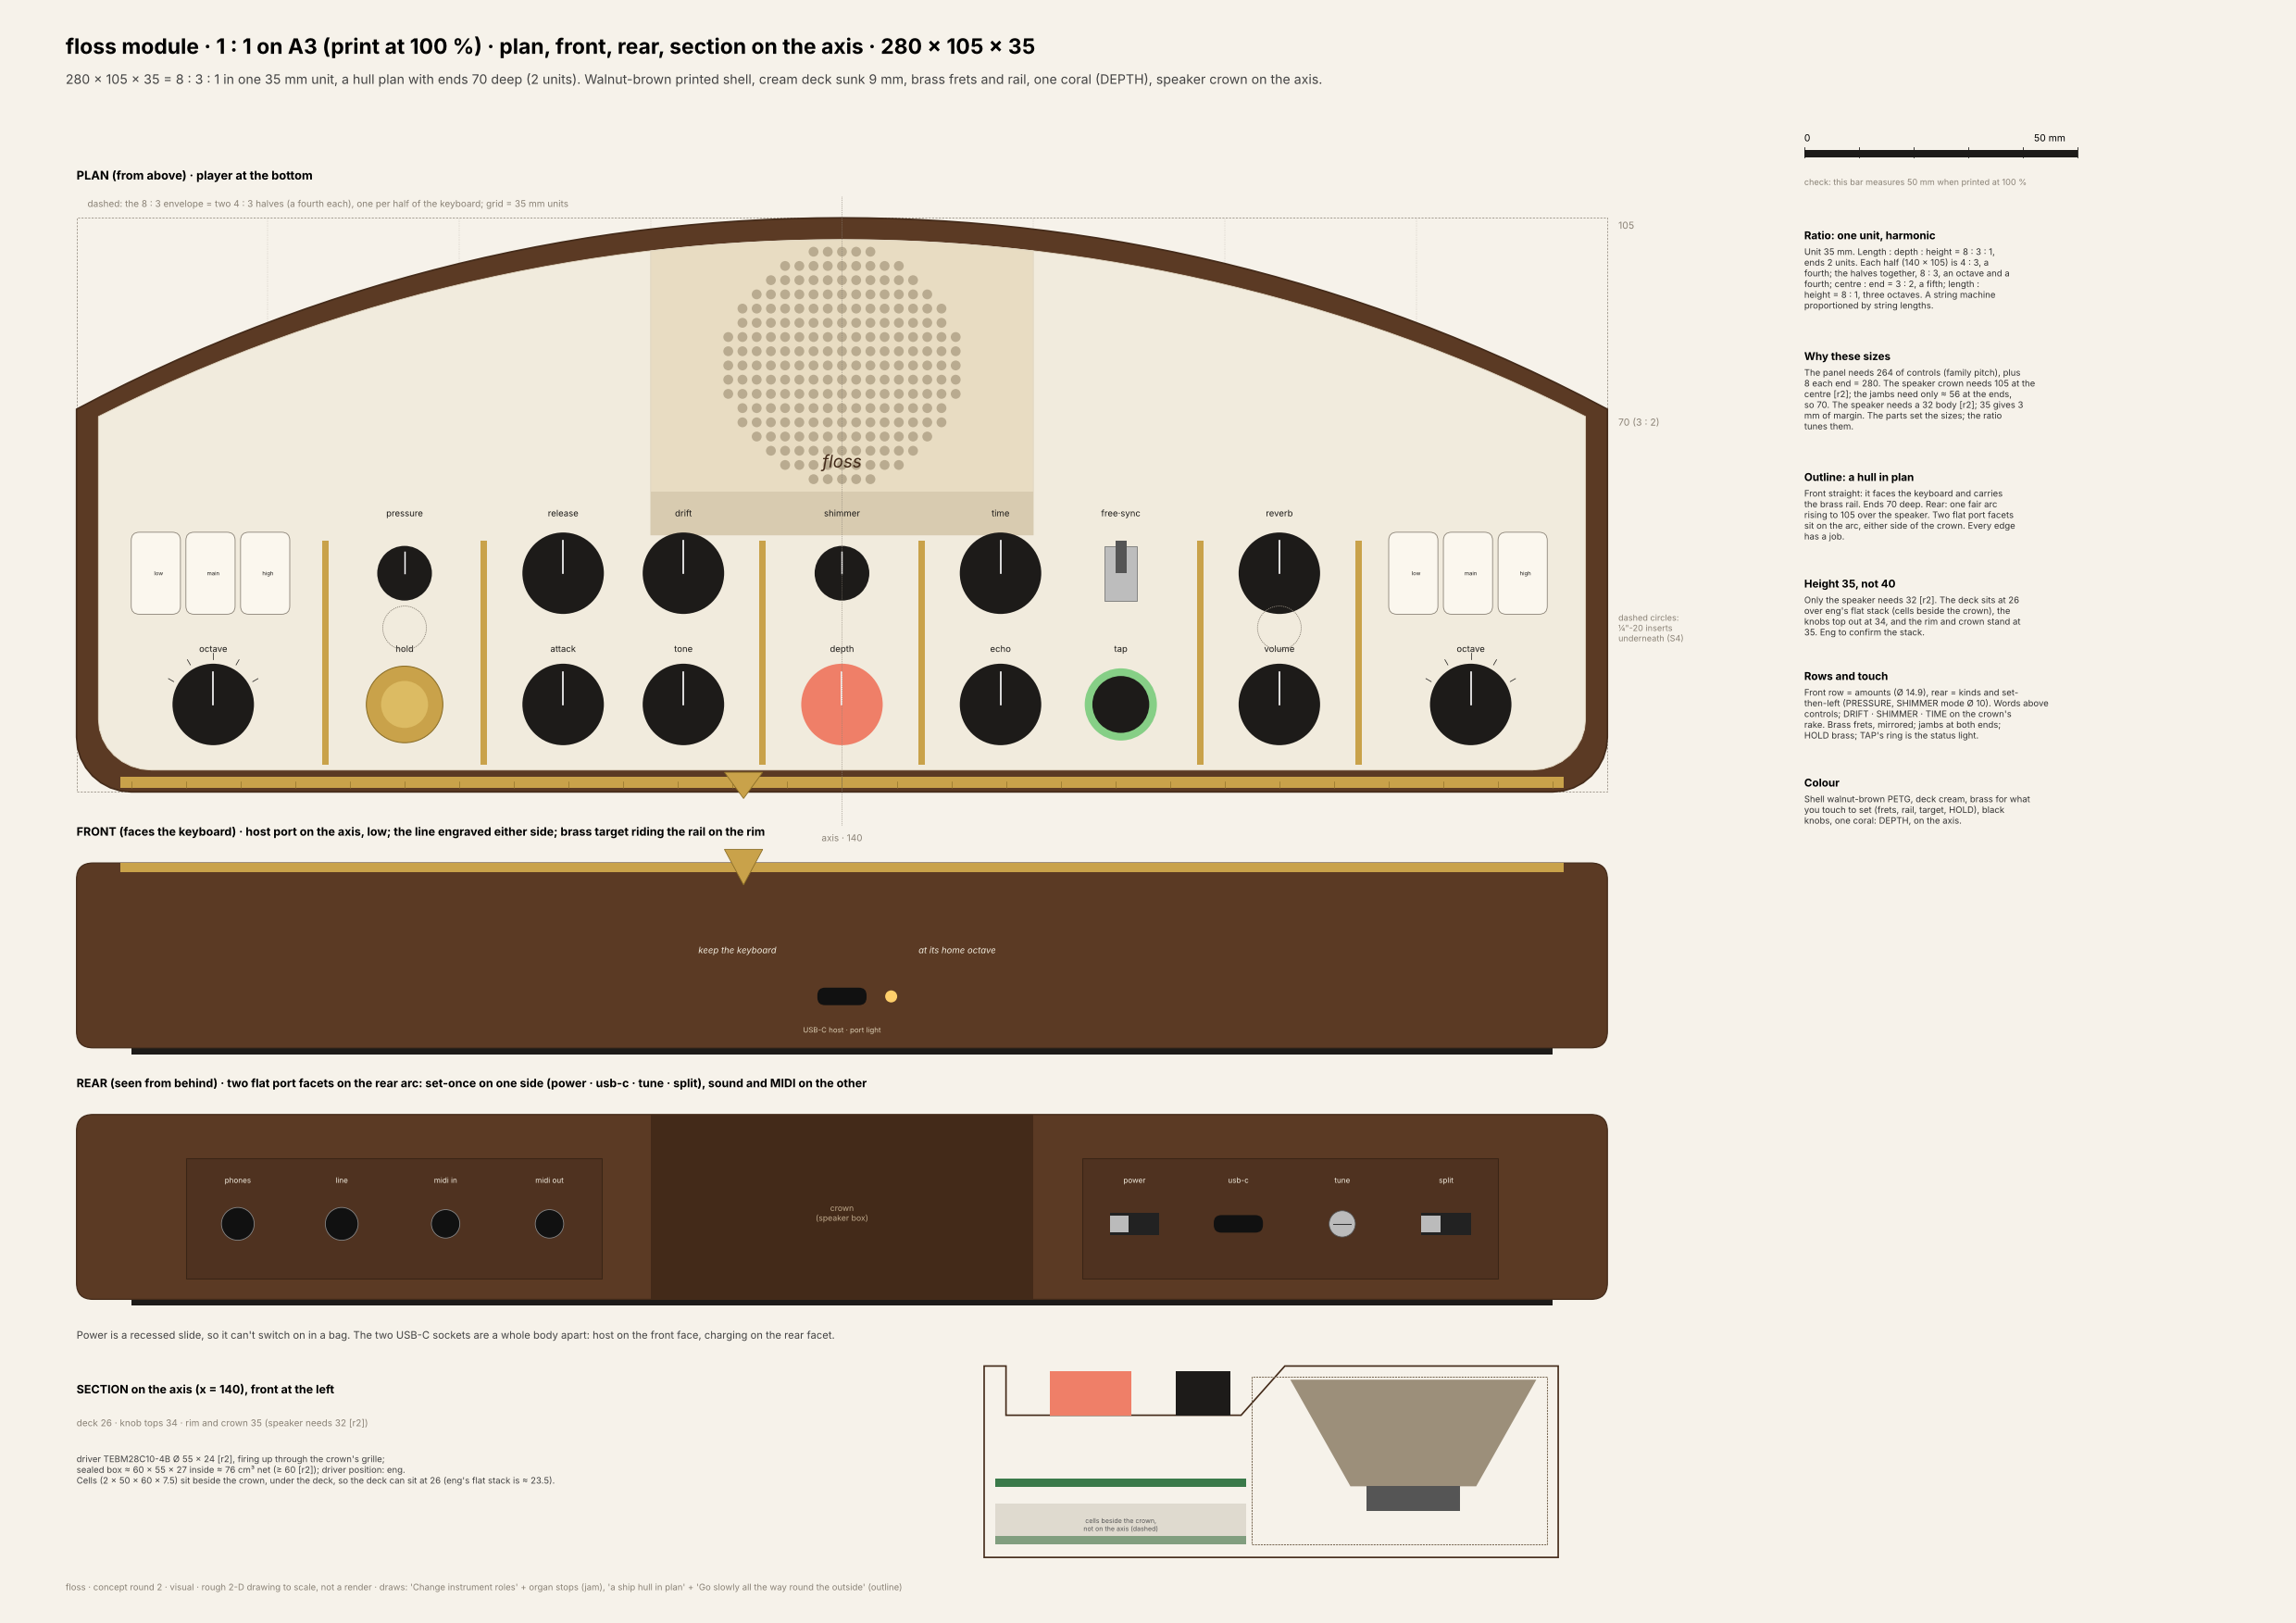 floss module · 1 : 1 on A3 (print at 100 %) · plan, front, rear, section on the axis · 280 × 105 × 35
280 × 105 × 35 = 8 : 3 : 1 in one 35 mm unit, a hull plan with ends 70 deep (2 units). Walnut-brown printed shell, cream deck sunk 9 mm, brass frets and rail, one coral (DEPTH), speaker crown on the axis.
0 50 mm
check: this bar measures 50 mm when printed at 100 %
PLAN (from above) · player at the bottom
dashed: the 8 : 3 envelope = two 4 : 3 halves (a fourth each), one per half of the keyboard; grid = 35 mm units
105
70 (3 : 2)
floss
pressure release drift shimmer time free·sync reverb
low main high low main high
dashed circles:
¼"-20 inserts
underneath (S4)
octave hold attack tone depth echo tap volume octave
Ratio: one unit, harmonic
Unit 35 mm. Length : depth : height = 8 : 3 : 1,
ends 2 units. Each half (140 × 105) is 4 : 3, a
fourth; the halves together, 8 : 3, an octave and a
fourth; centre : end = 3 : 2, a fifth; length :
height = 8 : 1, three octaves. A string machine
proportioned by string lengths.
Why these sizes
The panel needs 264 of controls (family pitch), plus
8 each end = 280. The speaker crown needs 105 at the
centre [r2]; the jambs need only ≈ 56 at the ends,
so 70. The speaker needs a 32 body [r2]; 35 gives 3
mm of margin. The parts set the sizes; the ratio
tunes them.
Outline: a hull in plan
Front straight: it faces the keyboard and carries
the brass rail. Ends 70 deep. Rear: one fair arc
rising to 105 over the speaker. Two flat port facets
sit on the arc, either side of the crown. Every edge
has a job.
Height 35, not 40
Only the speaker needs 32 [r2]. The deck sits at 26
over eng's flat stack (cells beside the crown), the
knobs top out at 34, and the rim and crown stand at
35. Eng to confirm the stack.
Rows and touch
Front row = amounts (Ø 14.9), rear = kinds and set-
then-left (PRESSURE, SHIMMER mode Ø 10). Words above
controls; DRIFT · SHIMMER · TIME on the crown's
rake. Brass frets, mirrored; jambs at both ends;
HOLD brass; TAP's ring is the status light.
Colour
Shell walnut-brown PETG, deck cream, brass for what
you touch to set (frets, rail, target, HOLD), black
knobs, one coral: DEPTH, on the axis.
FRONT (faces the keyboard) · host port on the axis, low; the line engraved either side; brass target riding the rail on the rim
axis · 140
keep the keyboard at its home octave
USB-C host · port light
REAR (seen from behind) · two flat port facets on the rear arc: set-once on one side (power · usb-c · tune · split), sound and MIDI on the other
phones line midi in midi out power usb-c tune split
crown
(speaker box)
Power is a recessed slide, so it can't switch on in a bag. The two USB-C sockets are a whole body apart: host on the front face, charging on the rear facet.
SECTION on the axis (x = 140), front at the left
deck 26 · knob tops 34 · rim and crown 35 (speaker needs 32 [r2])
driver TEBM28C10-4B Ø 55 × 24 [r2], firing up through the crown's grille;
sealed box ≈ 60 × 55 × 27 inside ≈ 76 cm³ net (≥ 60 [r2]); driver position: eng.
Cells (2 × 50 × 60 × 7.5) sit beside the crown, under the deck, so the deck can sit at 26 (eng's flat stack is ≈ 23.5).
cells beside the crown,
not on the axis (dashed)
floss · concept round 2 · visual · rough 2-D drawing to scale, not a render · draws: 'Change instrument roles' + organ stops (jam), 'a ship hull in plan' + 'Go slowly all the way round the outside' (outline)